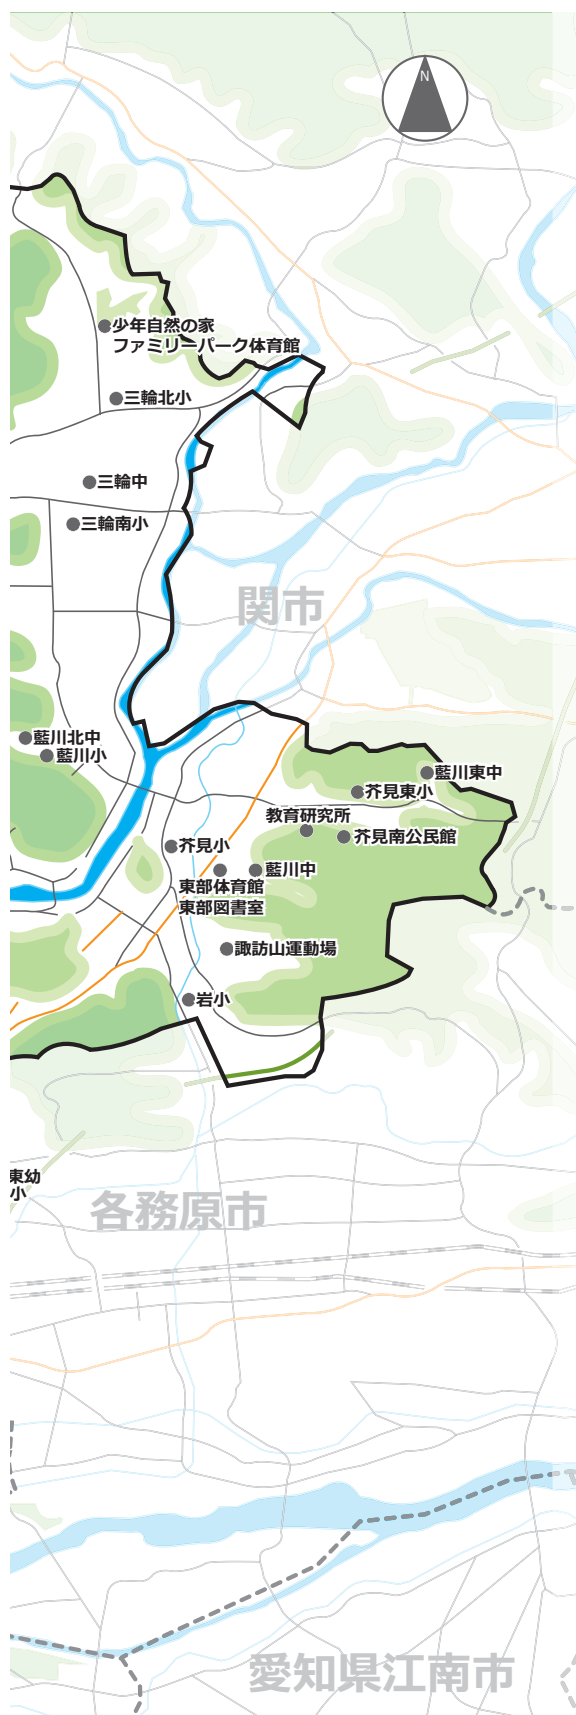 N
少年自然の家
ファミリーパーク体育館
三輪北小
三輪中
三輪南小
関市
藍川北中
藍川小
藍川東中
芥見東小
教育研究所
芥見南公民館
芥見小
藍川中
東部体育館
東部図書室
諏訪山運動場
岩小
東幼
小
各務原市
愛知県江南市